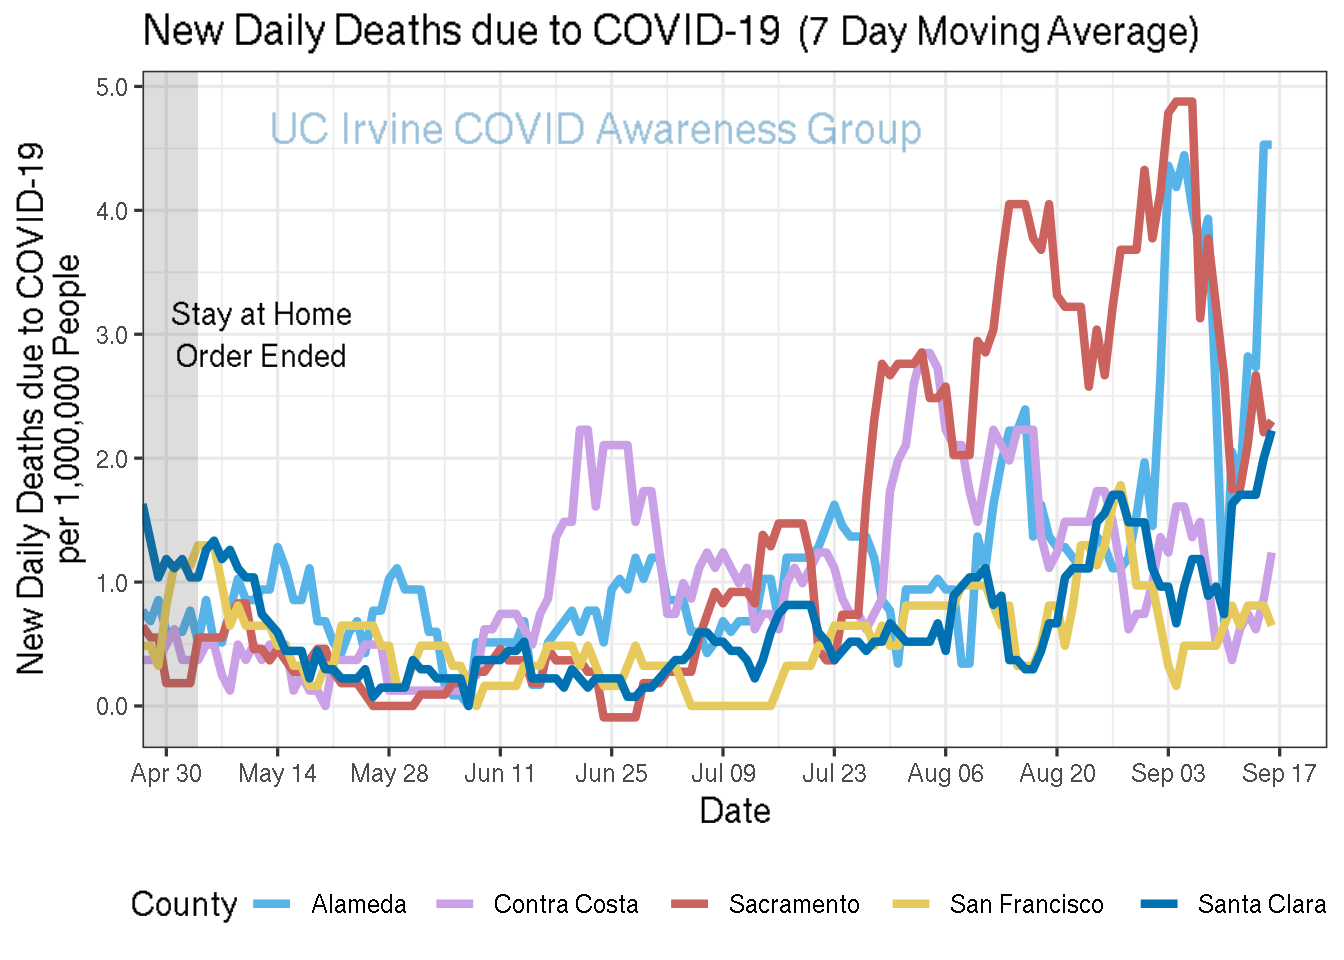 New Daily Deaths due to COVID-19 (7 Day Moving Average)
UC Irvine COVID Awareness Group
New Daily Deaths due to COVID-19
per 1,000,000 People
5.0
4.0
3.0
2.0
1.0
0.0
Stay at Home
Order Ended
Apr 30 May 14 May 28 Jun 11 Jun 25 Jul 09 Jul 23 Aug 06 Aug 20 Sep 03 Sep 17
Date
County Alameda Contra Costa Sacramento San Francisco Santa Clara